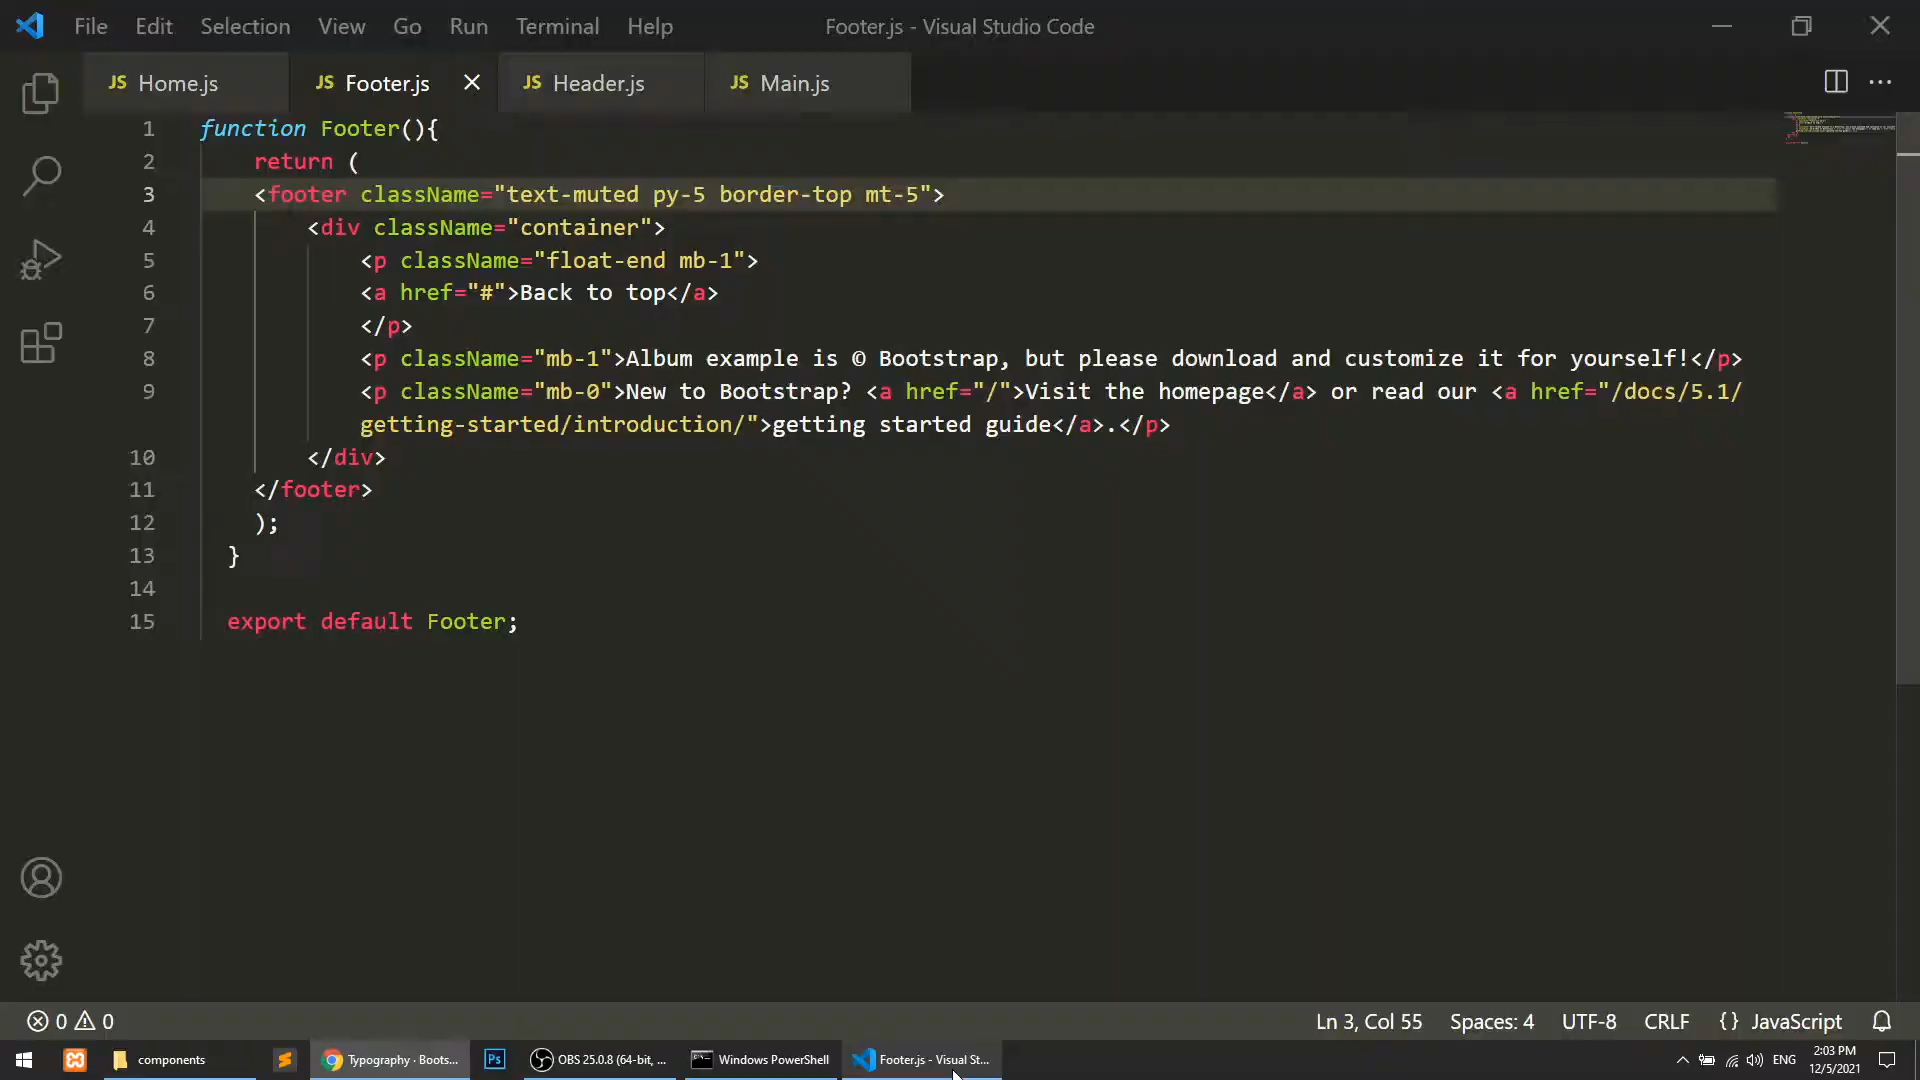 File Edit Selection View Go Run Terminal Help Footer.js - Visual Studio Code
JS Home.js JS Footer.js JS Header.js JS Main.js
1 function Footer(){
2 return (
3 <footer className="text-muted py-5 border-top mt-5">
4 <div className="container">
5 <p className="float-end mb-1">
6 <a href="#">Back to top</a>
7 </p>
8 <p className="mb-1">Album example is © Bootstrap, but please download and customize it for yourself!</p>
9 <p className="mb-0">New to Bootstrap? <a href="/">Visit the homepage</a> or read our <a href="/docs/5.1/
getting-started/introduction/">getting started guide</a>.</p>
10 </div>
11 </footer>
12 );
13 }
14
15 export default Footer;
0 0 Ln 3, Col 55 Spaces: 4 UTF-8 CRLF {} JavaScript
components Typography · Boots... Ps OBS 25.0.8 (64-bit, ... Windows PowerShell Footer.js - Visual St... ENG 2:03 PM
12/5/2021